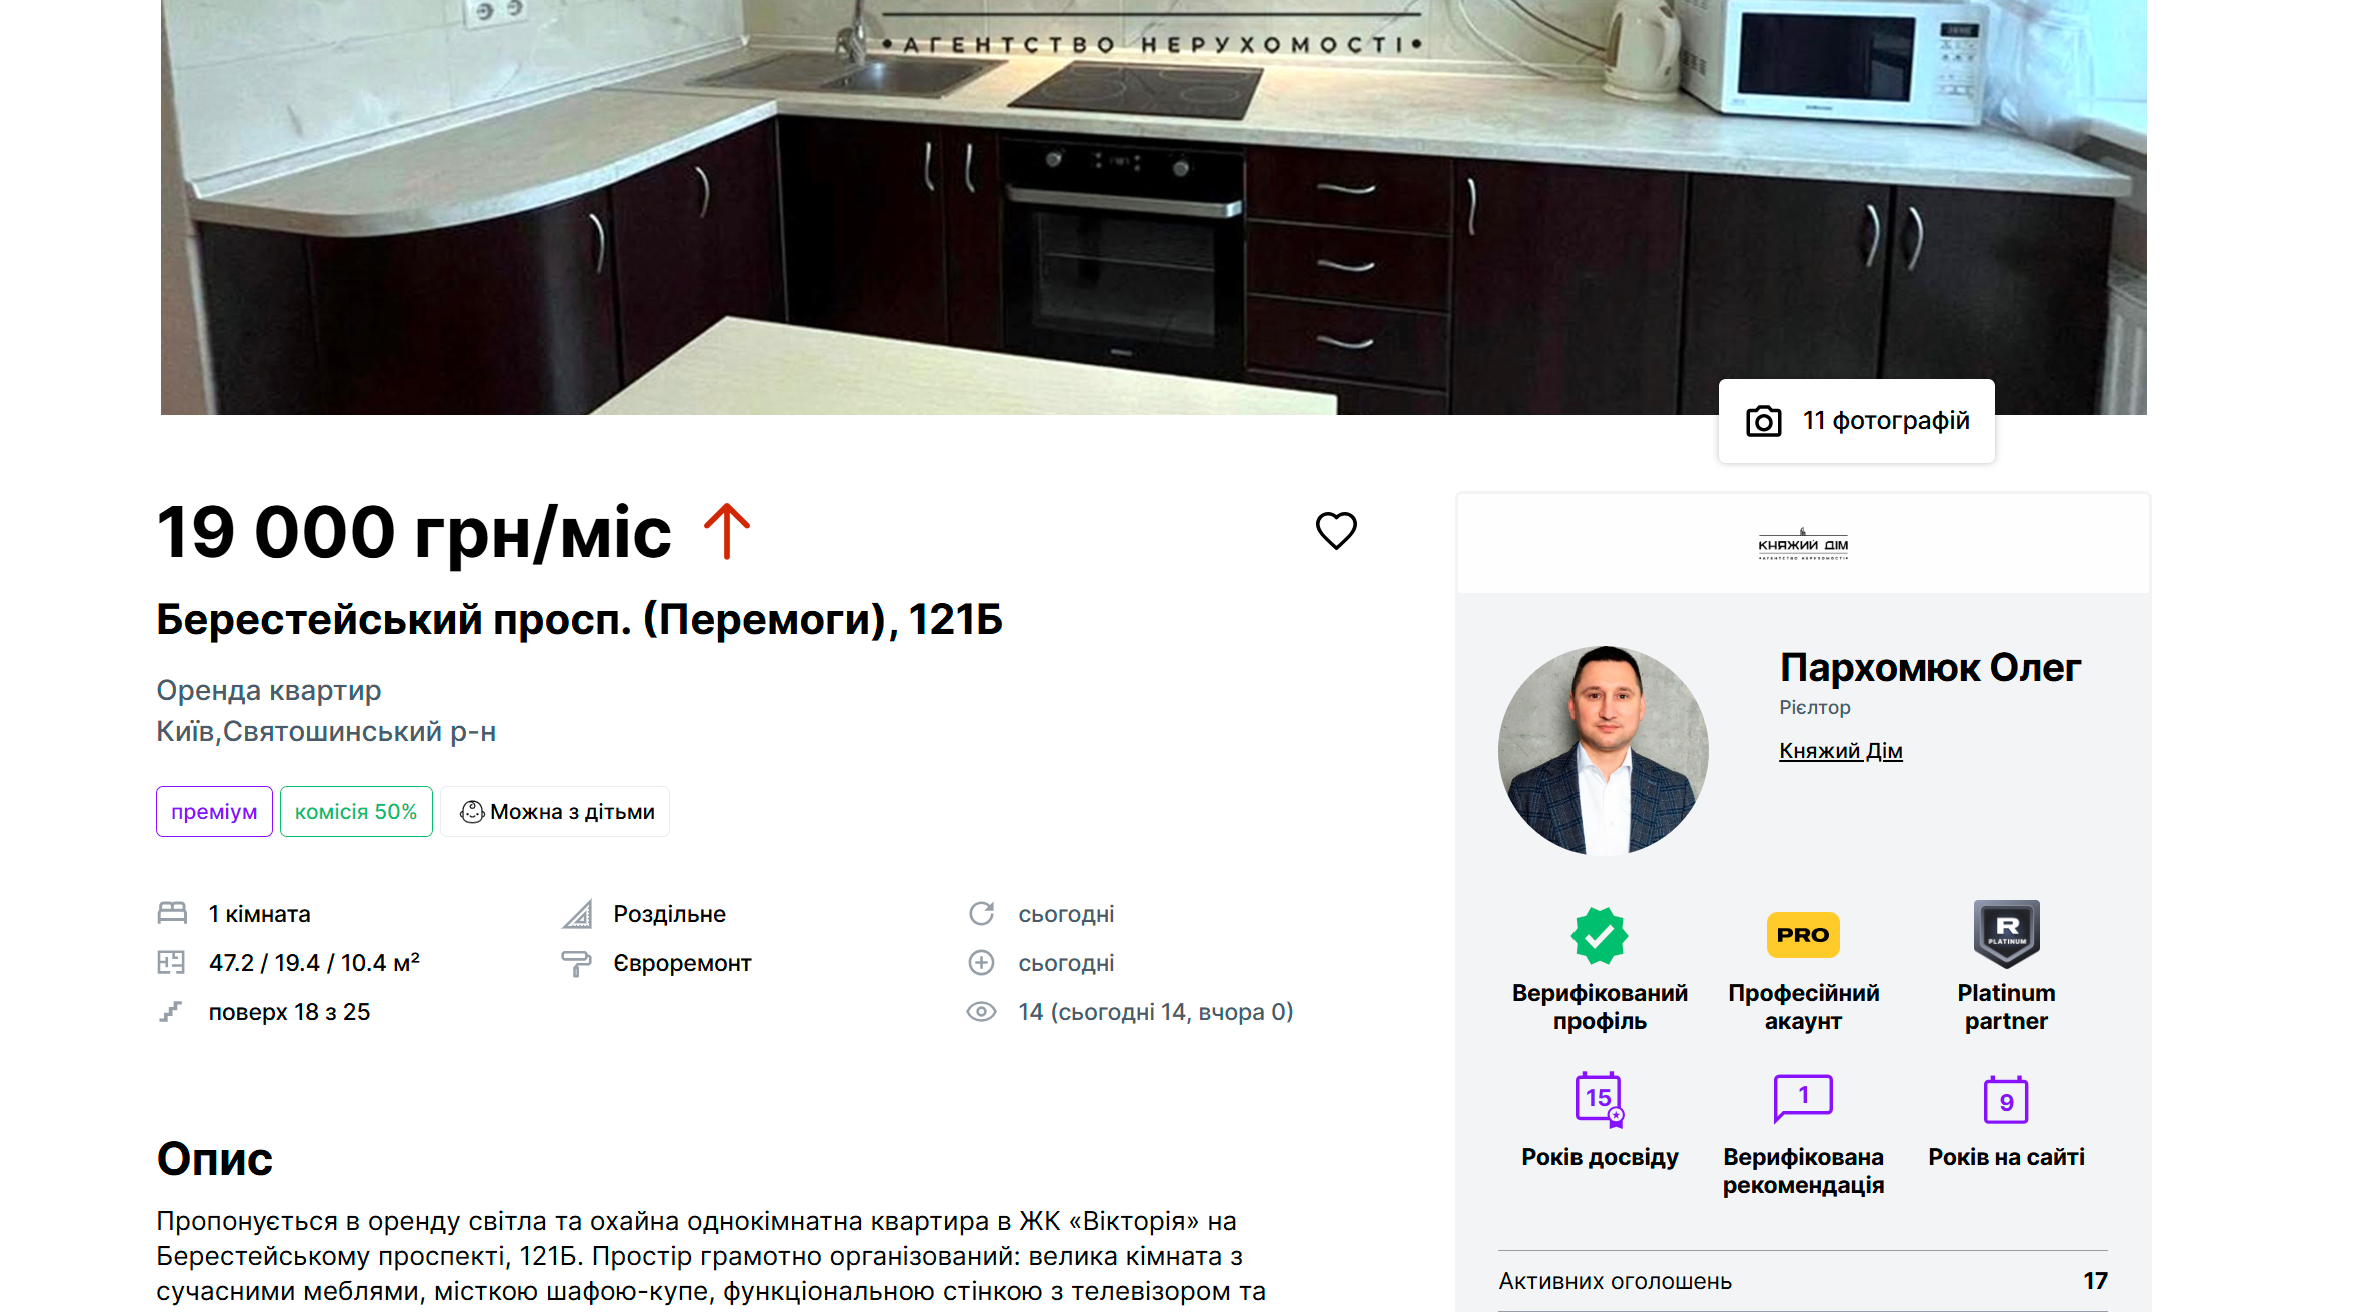 •АГЕНТСТВО НЕРУХОМОСТІ•
11 фотографій
19 000 грн/міс
Берестейський просп. (Перемоги), 121Б
Оренда квартир
Київ,Святошинський р-н
преміум
комісія 50%
Можна з дітьми
1 кімната
47.2 / 19.4 / 10.4 м²
поверх 18 з 25
Роздільне
Євроремонт
сьогодні
сьогодні
14 (сьогодні 14, вчора 0)
Опис
Пропонується в оренду світла та охайна однокімнатна квартира в ЖК «Вікторія» на
Берестейському проспекті, 121Б. Простір грамотно організований: велика кімната з
сучасними меблями, місткою шафою-купе, функціональною стінкою з телевізором та
КНЯЖИЙ ДІМ
•АГЕНТСТВО НЕРУХОМОСТІ•
Пархомюк Олег
Рієлтор
Княжий Дім
Верифікований
профіль
PRO
Професійний
акаунт
R
PLATINUM
Platinum
partner
15
Років досвіду
1
Верифікована
рекомендація
9
Років на сайті
Активних оголошень 17